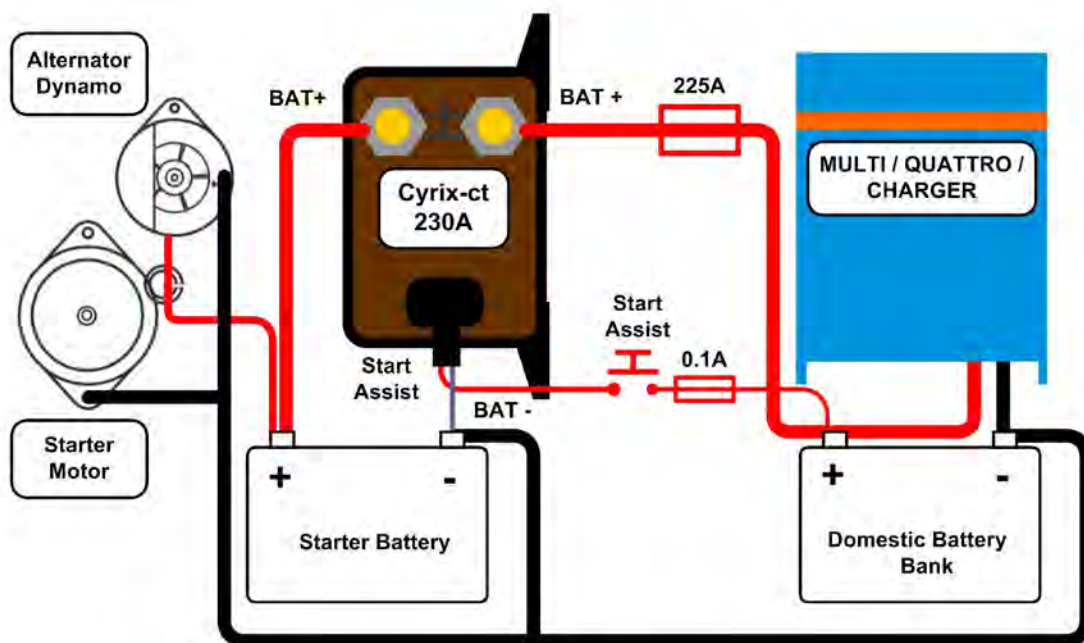 Alternator
Dynamo
BAT+
BAT +
225A
MULTI / QUATTRO /
CHARGER
Cyrix-ct
230A
Start
Assist
0.1A
Start
Assist
BAT -
Starter
Motor
+
-
Starter Battery
+
-
Domestic Battery
Bank